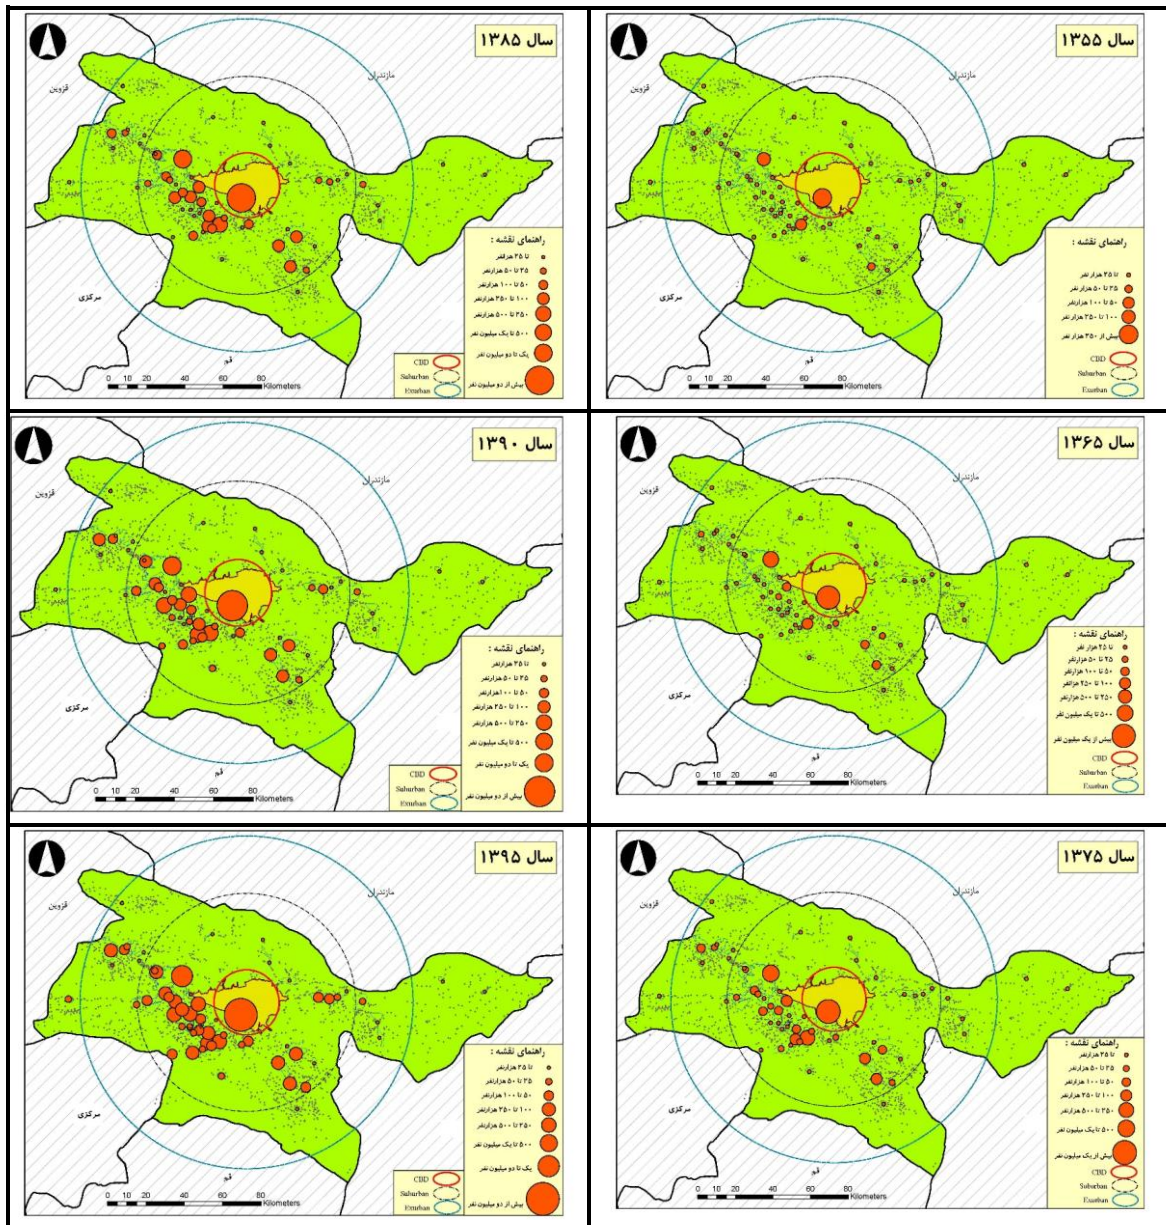 سال ۱۳۵۵
مازندران
قزوین
مرکزی
قم
راهنمای نقشه :
تا ۲۵ هزار نفر
۲۵ تا ۵۰ هزار نفر
۵۰ تا ۱۰۰ هزارنفر
۱۰۰ تا ۲۵۰ هزار نفر
بیش از ۲۵۰ هزار نفر
CBD
Suburban
Exurban
0 10 20 40 60 80
Kilometers
سال ۱۳۶۵
مازندران
قزوین
مرکزی
قم
راهنمای نقشه :
تا ۲۵ هزار نفر
۲۵ تا ۵۰ هزارنفر
۵۰ تا ۱۰۰ هزارنفر
۱۰۰ تا ۲۵۰ هزانفر
۲۵۰ تا ۵۰۰ هزارنفر
۵۰۰ تا یک میلیون نفر
بیش از یک میلیون نفر
CBD
Suburban
Exurban
0 10 20 40 60 80
Kilometers
سال ۱۳۷۵
مازندران
قزوین
مرکزی
قم
راهنمای نقشه :
تا ۲۵ هزارنفر
۲۵ تا ۵۰ هزارنفر
۵۰ تا ۱۰۰ هزارنفر
۱۰۰ تا ۲۵۰ هزارنفر
۲۵۰ تا ۵۰۰ هزارنفر
۵۰۰ تا یک میلیون نفر
بیش از یک میلیون نفر
CBD
Suburban
Exurban
0 10 20 40 60 80
Kilometers
سال ۱۳۸۵
مازندران
قزوین
مرکزی
قم
راهنمای نقشه :
تا ۲۵ هزارنفر
۲۵ تا ۵۰ هزارنفر
۵۰ تا ۱۰۰ هزارنفر
۱۰۰ تا ۲۵۰ هزارنفر
۲۵۰ تا ۵۰۰ هزارنفر
۵۰۰ تا یک میلیون نفر
یک تا دو میلیون نفر
بیش از دو میلیون نفر
CBD
Suburban
Exurban
0 10 20 40 60 80
Kilometers
سال ۱۳۹۰
مازندران
قزوین
مرکزی
قم
راهنمای نقشه :
تا ۲۵ هزارنفر
۲۵ تا ۵۰ هزارنفر
۵۰ تا ۱۰۰ هزارنفر
۱۰۰ تا ۲۵۰ هزارنفر
۲۵۰ تا ۵۰۰ هزارنفر
۵۰۰ تا یک میلیون نفر
یک تا دو میلیون نفر
بیش از دو میلیون نفر
CBD
Suburban
Exurban
0 10 20 40 60 80
Kilometers
سال ۱۳۹۵
مازندران
قزوین
مرکزی
قم
راهنمای نقشه :
تا ۲۵ هزارنفر
۲۵ تا ۵۰ هزارنفر
۵۰ تا ۱۰۰ هزارنفر
۱۰۰ تا ۲۵۰ هزارنفر
۲۵۰ تا ۵۰۰ هزارنفر
۵۰۰ تا یک میلیون نفر
یک تا دو میلیون نفر
بیش از دو میلیون نفر
CBD
Suburban
Exurban
0 10 20 40 60 80
Kilometers